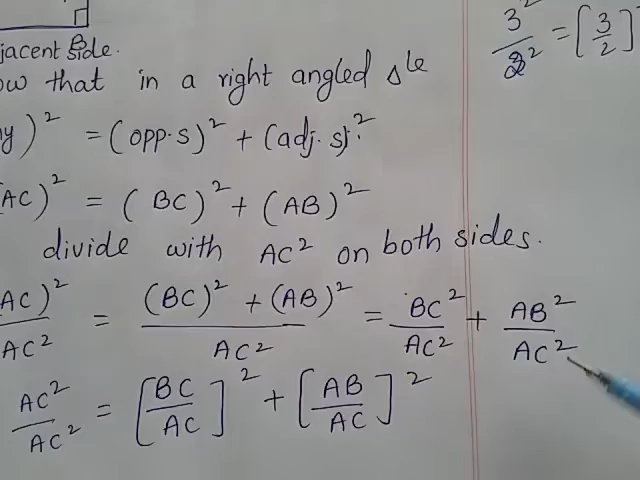 B
jacent Side.
ow that in a right angled Δle
3² / 2² = [3/2]
y)² = (opp.s)² + (adj.s)²
AC)² = (BC)² + (AB)²
divide with AC² on both sides.
AC)² / AC² = (BC)² + (AB)² / AC² = BC² / AC² + AB² / AC²
AC² / AC² = [BC / AC]² + [AB / AC]²